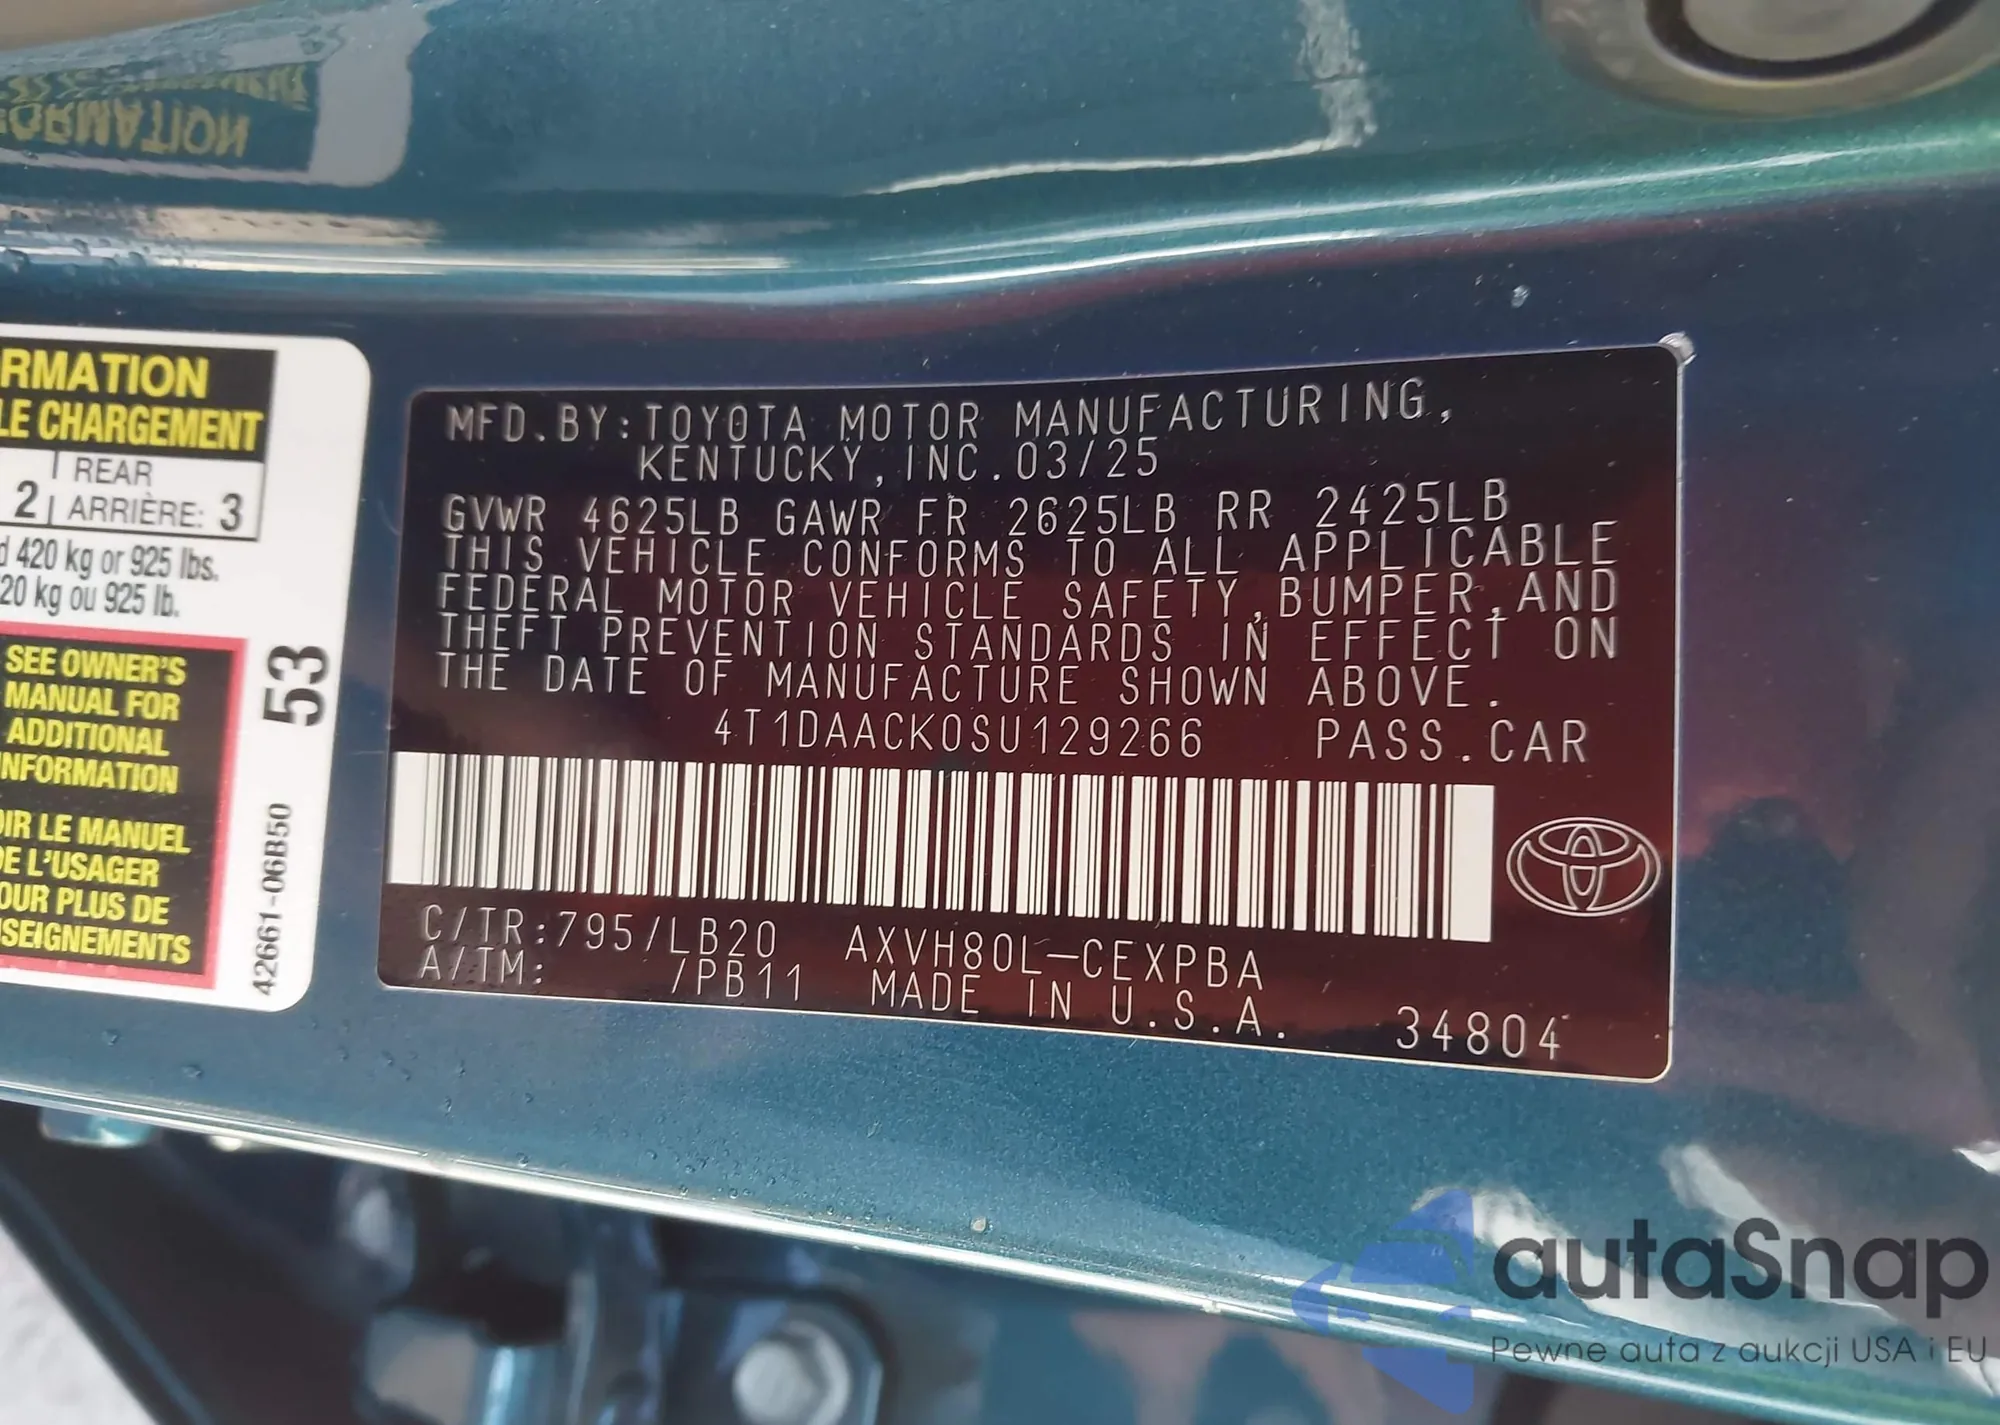 FORMATION
RMATION
LE CHARGEMENT
REAR
2 ARRIÈRE: 3
420 kg or 925 lbs.
20 kg ou 925 lb.
SEE OWNER'S
MANUAL FOR
ADDITIONAL
INFORMATION
OIR LE MANUEL
DE L'USAGER
OUR PLUS DE
SEIGNEMENTS
53
42661-06B50
MFD.BY:TOYOTA MOTOR MANUFACTURING,
KENTUCKY,INC.03/25
GVWR 4625LB GAWR FR 2625LB RR 2425LB
THIS VEHICLE CONFORMS TO ALL APPLICABLE
FEDERAL MOTOR VEHICLE SAFETY,BUMPER,AND
THEFT PREVENTION STANDARDS IN EFFECT ON
THE DATE OF MANUFACTURE SHOWN ABOVE.
4T1DAACK0SU129266 PASS.CAR
C/TR:795/LB20 AXVH80L-CEXPBA
A/TM: /PB11 MADE IN U.S.A. 34804
autaSnap
Pewne auta z aukcji USA i EU